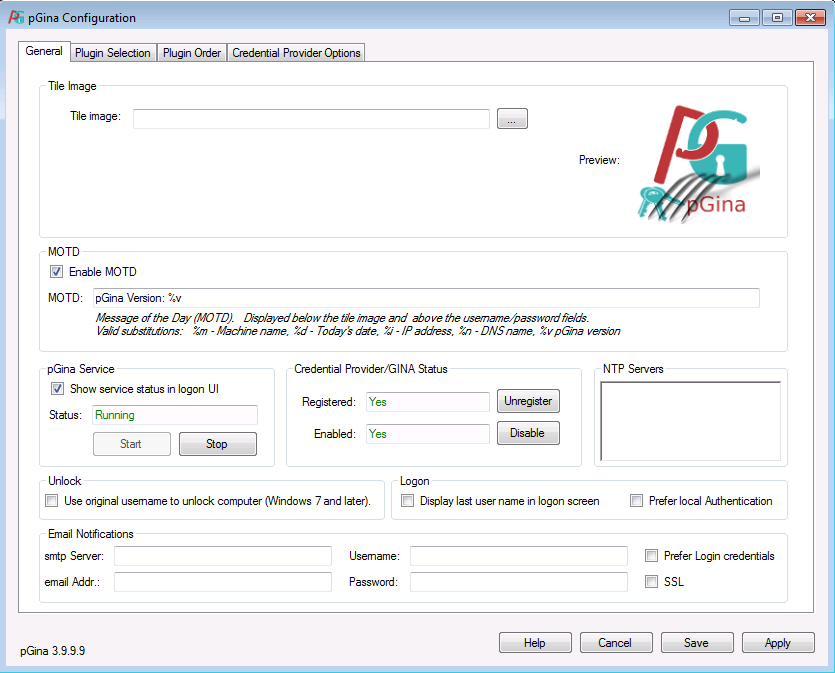 pGina Configuration
General
Plugin Selection
Plugin Order
Credential Provider Options
Tile Image
Tile image:
...
Preview:
pGina
MOTD
Enable MOTD
MOTD:
pGina Version: %v
Message of the Day (MOTD).  Displayed below the tile image and  above the username/password fields.
Valid substitutions:  %m - Machine name, %d - Today's date, %i - IP address, %n - DNS name, %v pGina version
pGina Service
Show service status in logon UI
Status:
Running
Start
Stop
Credential Provider/GINA Status
Registered:
Yes
Unregister
Enabled:
Yes
Disable
NTP Servers
Unlock
Use original username to unlock computer (Windows 7 and later).
Logon
Display last user name in logon screen
Prefer local Authentication
Email Notifications
smtp Server:
Username:
Prefer Login credentials
email Addr.:
Password:
SSL
pGina 3.9.9.9
Help
Cancel
Save
Apply